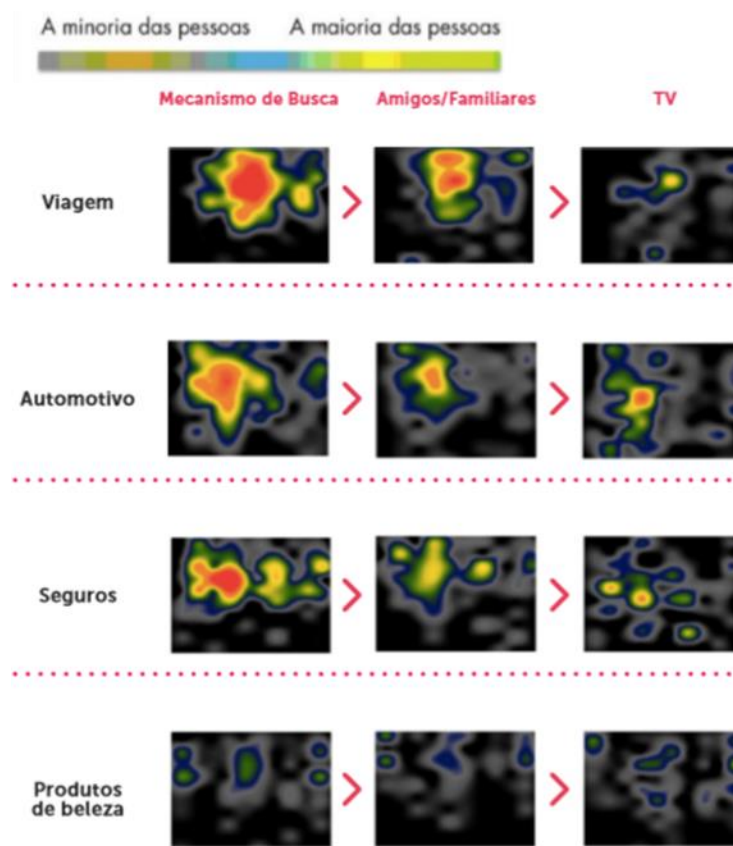 A minoria das pessoas A maioria das pessoas
Mecanismo de Busca Amigos/Familiares TV
Viagem
Automotivo
Seguros
Produtos
de beleza